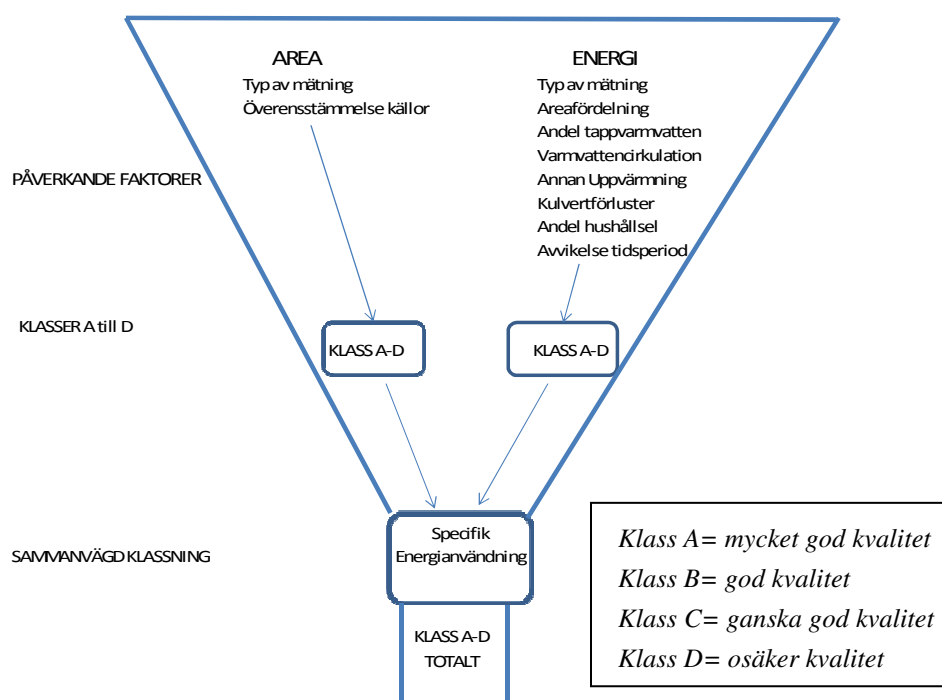 AREA
Typ av mätning
Överensstämmelse källor
ENERGI
Typ av mätning
Areafördelning
Andel tappvarmvatten
Varmvattencirkulation
Annan Uppvärmning
Kulvertförluster
Andel hushållsel
Avvikelse tidsperiod
PÅVERKANDE FAKTORER
KLASSER A till D
KLASS A-D
KLASS A-D
SAMMANVÄGD KLASSNING
Specifik
Energianvändning
KLASS A-D
TOTALT
Klass A= mycket god kvalitet
Klass B= god kvalitet
Klass C= ganska god kvalitet
Klass D= osäker kvalitet